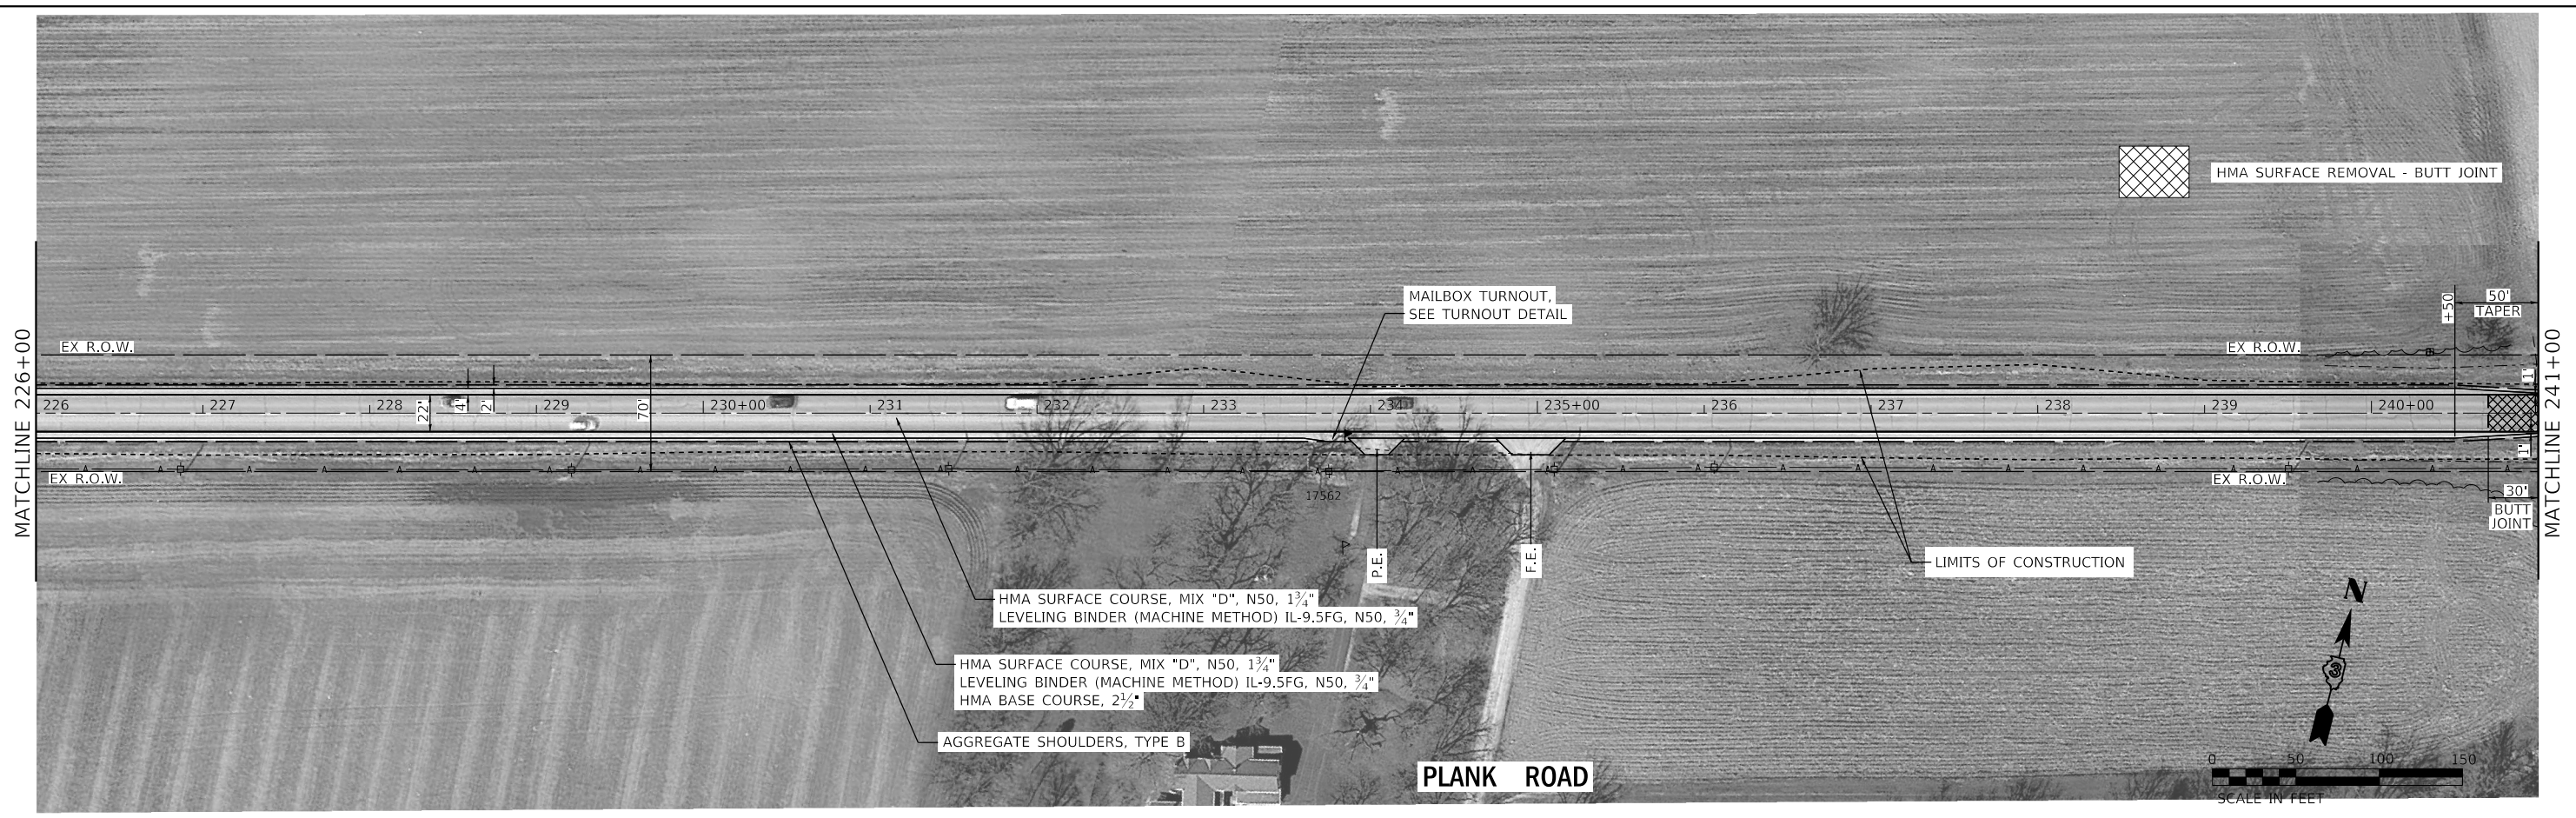 HMA SURFACE REMOVAL - BUTT JOINT
MAILBOX TURNOUT,
SEE TURNOUT DETAIL
+50
50'
TAPER
MATCHLINE 226+00
EX R.O.W.
EX R.O.W.
MATCHLINE 241+00
226
227
228
22'
4'
2'
229
70'
230+00
231
232
233
234
235+00
236
237
238
239
240+00
1'
1'
EX R.O.W.
EX R.O.W.
17562
30'
BUTT
JOINT
P.E.
F.E.
LIMITS OF CONSTRUCTION
HMA SURFACE COURSE, MIX "D", N50, 1¾"
LEVELING BINDER (MACHINE METHOD) IL-9.5FG, N50, ¾"
HMA SURFACE COURSE, MIX "D", N50, 1¾"
LEVELING BINDER (MACHINE METHOD) IL-9.5FG, N50, ¾"
HMA BASE COURSE, 2½"
AGGREGATE SHOULDERS, TYPE B
PLANK ROAD
N
3
0 50 100 150
SCALE IN FEET